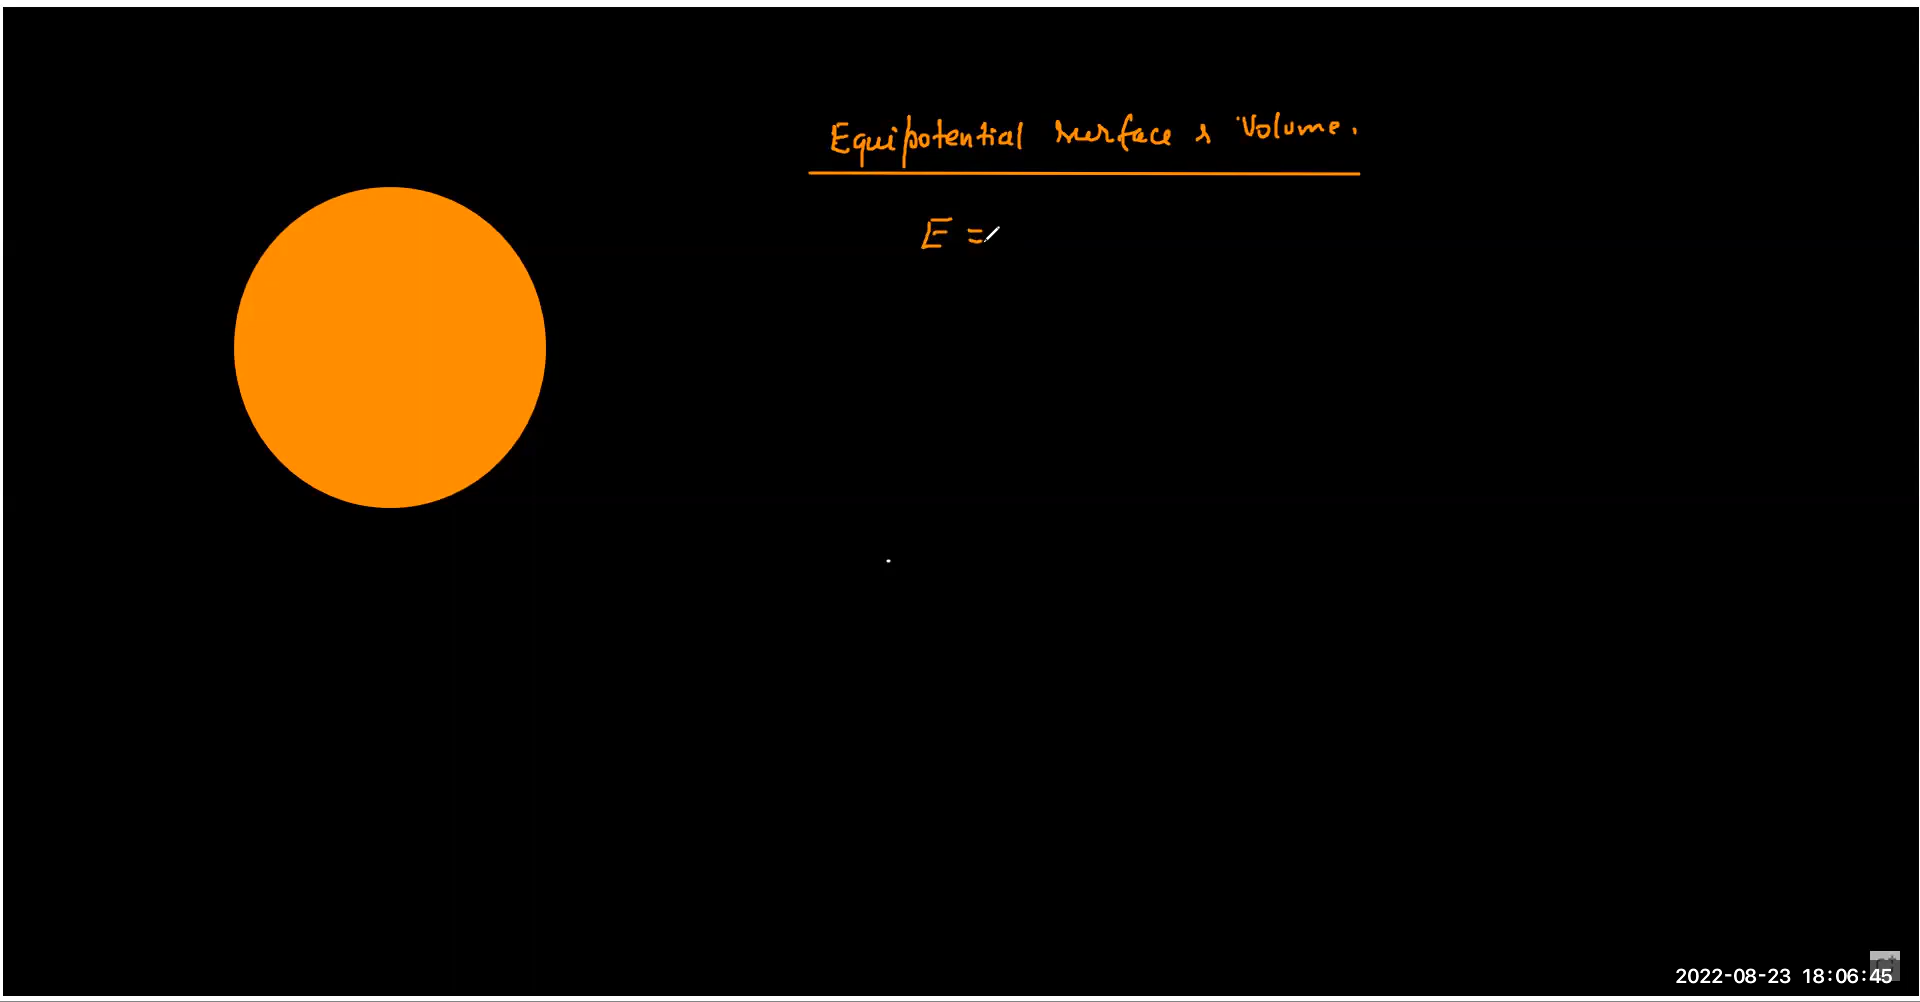 Equipotential surface & Volume.
E =
2022-08-23 18:06:45